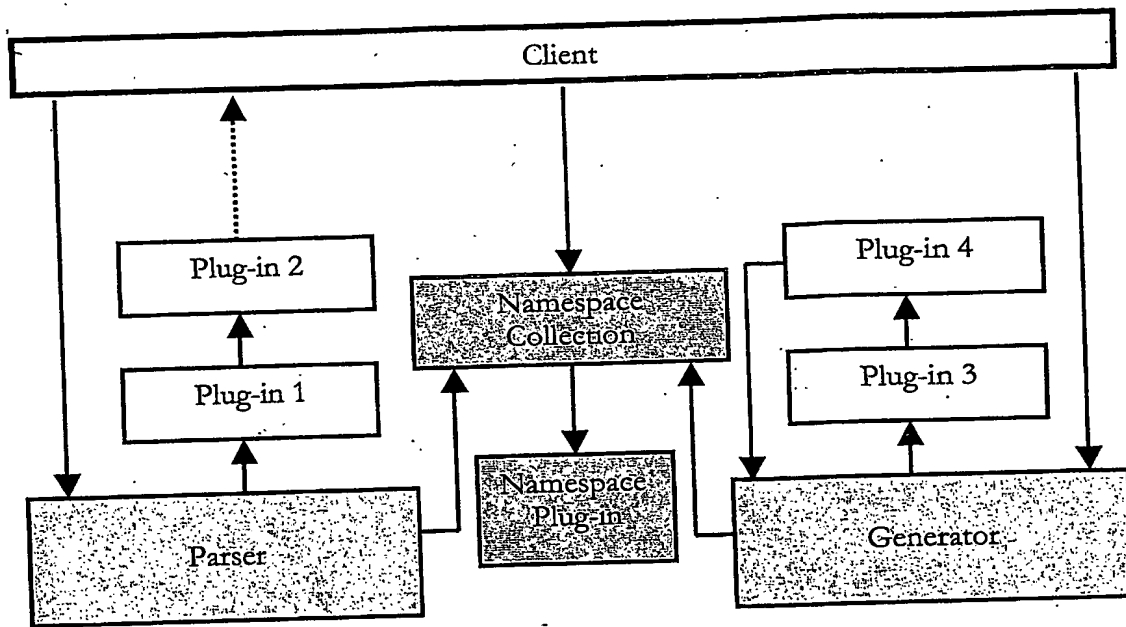 Client
Plug-in 2
Plug-in 4
Namespace
Collection
Plug-in 1
Plug-in 3
Namespace
Plug-in
Parser
Generator